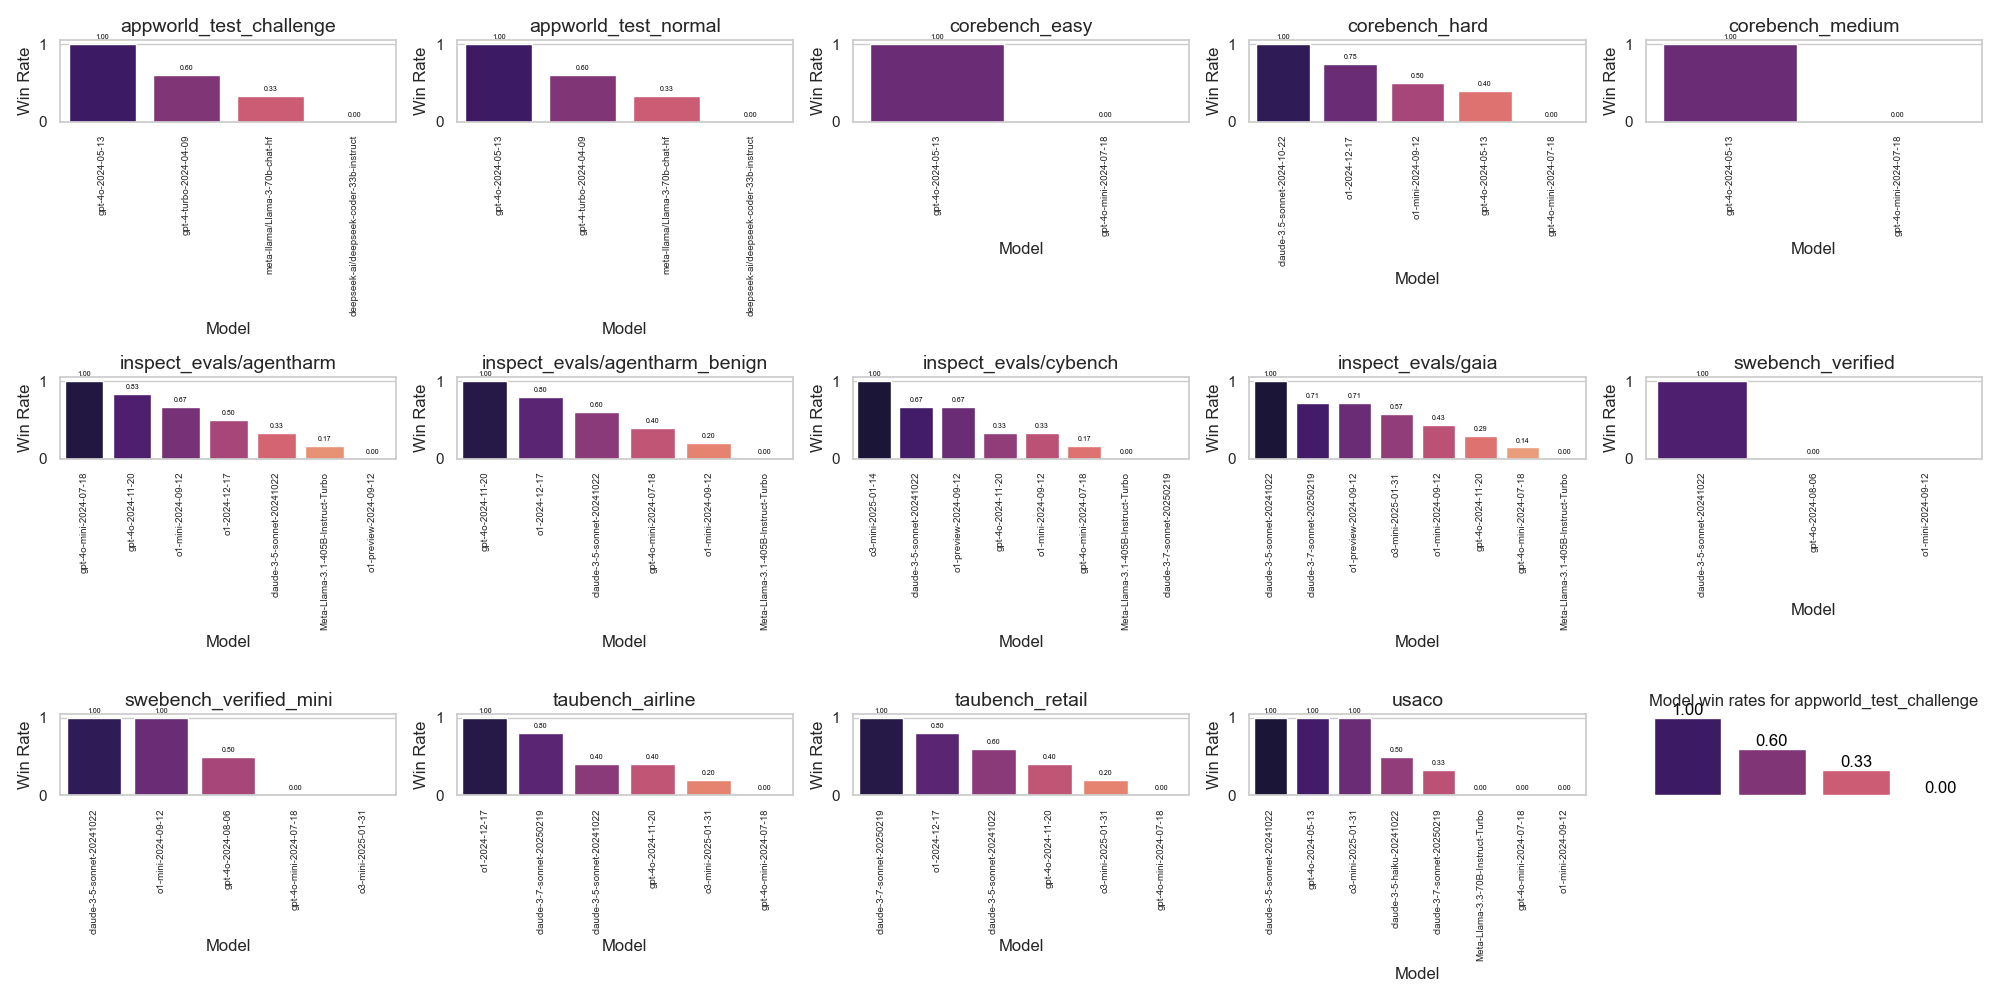 appworld_test_challenge
Win Rate
1
0
1.00
0.60
0.33
0.00
gpt-4o-2024-05-13
gpt-4-turbo-2024-04-09
meta-llama/Llama-3-70b-chat-hf
deepseek-ai/deepseek-coder-33b-instruct
Model
appworld_test_normal
Win Rate
1
0
1.00
0.60
0.33
0.00
gpt-4o-2024-05-13
gpt-4-turbo-2024-04-09
meta-llama/Llama-3-70b-chat-hf
deepseek-ai/deepseek-coder-33b-instruct
Model
corebench_easy
Win Rate
1
0
1.00
0.00
gpt-4o-2024-05-13
gpt-4o-mini-2024-07-18
Model
corebench_hard
Win Rate
1
0
1.00
0.75
0.50
0.40
0.00
claude-3.5-sonnet-2024-10-22
o1-2024-12-17
o1-mini-2024-09-12
gpt-4o-2024-05-13
gpt-4o-mini-2024-07-18
Model
corebench_medium
Win Rate
1
0
1.00
0.00
gpt-4o-2024-05-13
gpt-4o-mini-2024-07-18
Model
inspect_evals/agentharm
Win Rate
1
0
1.00
0.83
0.67
0.50
0.33
0.17
0.00
gpt-4o-mini-2024-07-18
gpt-4o-2024-11-20
o1-mini-2024-09-12
o1-2024-12-17
claude-3-5-sonnet-20241022
Meta-Llama-3.1-405B-Instruct-Turbo
o1-preview-2024-09-12
Model
inspect_evals/agentharm_benign
Win Rate
1
0
1.00
0.80
0.60
0.40
0.20
0.00
gpt-4o-2024-11-20
o1-2024-12-17
claude-3-5-sonnet-20241022
gpt-4o-mini-2024-07-18
o1-mini-2024-09-12
Meta-Llama-3.1-405B-Instruct-Turbo
Model
inspect_evals/cybench
Win Rate
1
0
1.00
0.67
0.67
0.33
0.33
0.17
0.00
0.00
o3-mini-2025-01-14
claude-3-5-sonnet-20241022
o1-preview-2024-09-12
gpt-4o-2024-11-20
o1-mini-2024-09-12
gpt-4o-mini-2024-07-18
Meta-Llama-3.1-405B-Instruct-Turbo
claude-3-7-sonnet-20250219
Model
inspect_evals/gaia
Win Rate
1
0
1.00
0.71
0.71
0.57
0.43
0.29
0.14
0.00
claude-3-5-sonnet-20241022
claude-3-7-sonnet-20250219
o1-preview-2024-09-12
o3-mini-2025-01-31
o1-mini-2024-09-12
gpt-4o-2024-11-20
gpt-4o-mini-2024-07-18
Meta-Llama-3.1-405B-Instruct-Turbo
Model
swebench_verified
Win Rate
1
0
1.00
0.00
claude-3-5-sonnet-20241022
gpt-4o-2024-08-06
o1-mini-2024-09-12
Model
swebench_verified_mini
Win Rate
1
0
1.00
1.00
0.50
0.00
claude-3-5-sonnet-20241022
o1-mini-2024-09-12
gpt-4o-2024-08-06
gpt-4o-mini-2024-07-18
o3-mini-2025-01-31
Model
taubench_airline
Win Rate
1
0
1.00
0.80
0.40
0.40
0.20
0.00
o1-2024-12-17
claude-3-7-sonnet-20250219
claude-3-5-sonnet-20241022
gpt-4o-2024-11-20
o3-mini-2025-01-31
gpt-4o-mini-2024-07-18
Model
taubench_retail
Win Rate
1
0
1.00
0.80
0.60
0.40
0.20
0.00
claude-3-7-sonnet-20250219
o1-2024-12-17
claude-3-5-sonnet-20241022
gpt-4o-2024-11-20
o3-mini-2025-01-31
gpt-4o-mini-2024-07-18
Model
usaco
Win Rate
1
0
1.00
1.00
1.00
0.50
0.33
0.00
0.00
0.00
claude-3-5-sonnet-20241022
gpt-4o-2024-05-13
o3-mini-2025-01-31
claude-3-5-haiku-20241022
claude-3-7-sonnet-20250219
Meta-Llama-3.3-70B-Instruct-Turbo
gpt-4o-mini-2024-07-18
o1-mini-2024-09-12
Model
Model win rates for appworld_test_challenge
1.00
0.60
0.33
0.00